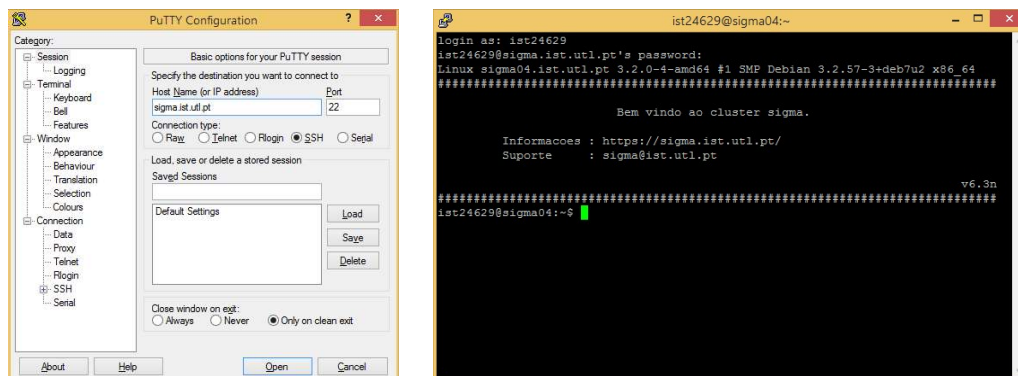 PuTTY Configuration
?
×
Category:
Session
Logging
Terminal
Keyboard
Bell
Features
Window
Appearance
Behaviour
Translation
Selection
Colours
Connection
Data
Proxy
Telnet
Rlogin
SSH
Serial
Basic options for your PuTTY session
Specify the destination you want to connect to
Host Name (or IP address)
Port
sigma.ist.utl.pt
22
Connection type:
Raw Telnet Rlogin SSH Serial
Load, save or delete a stored session
Saved Sessions
Default Settings
Load
Save
Delete
Close window on exit:
Always Never Only on clean exit
About
Help
Open
Cancel
ist24629@sigma04:~
login as: ist24629
ist24629@sigma.ist.utl.pt's password:
Linux sigma04.ist.utl.pt 3.2.0-4-amd64 #1 SMP Debian 3.2.57-3+deb7u2 x86_64
################################################################################
Bem vindo ao cluster sigma.
Informacoes : https://sigma.ist.utl.pt/
Suporte : sigma@ist.utl.pt
v6.3n
################################################################################
ist24629@sigma04:~$